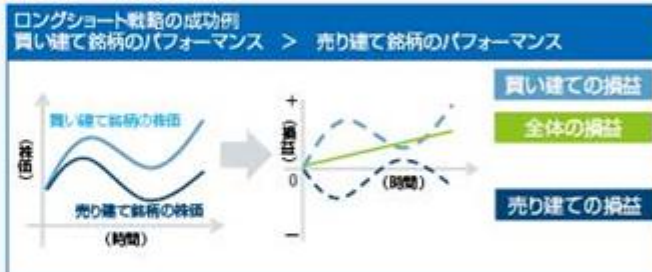 ロングショート戦略の成功例
買い建て銘柄のパフォーマンス > 売り建て銘柄のパフォーマンス
買い建て銘柄の株価
(株価)
売り建て銘柄の株価
(時間)
+
(損益)
0
(時間)
−
買い建ての損益
全体の損益
売り建ての損益